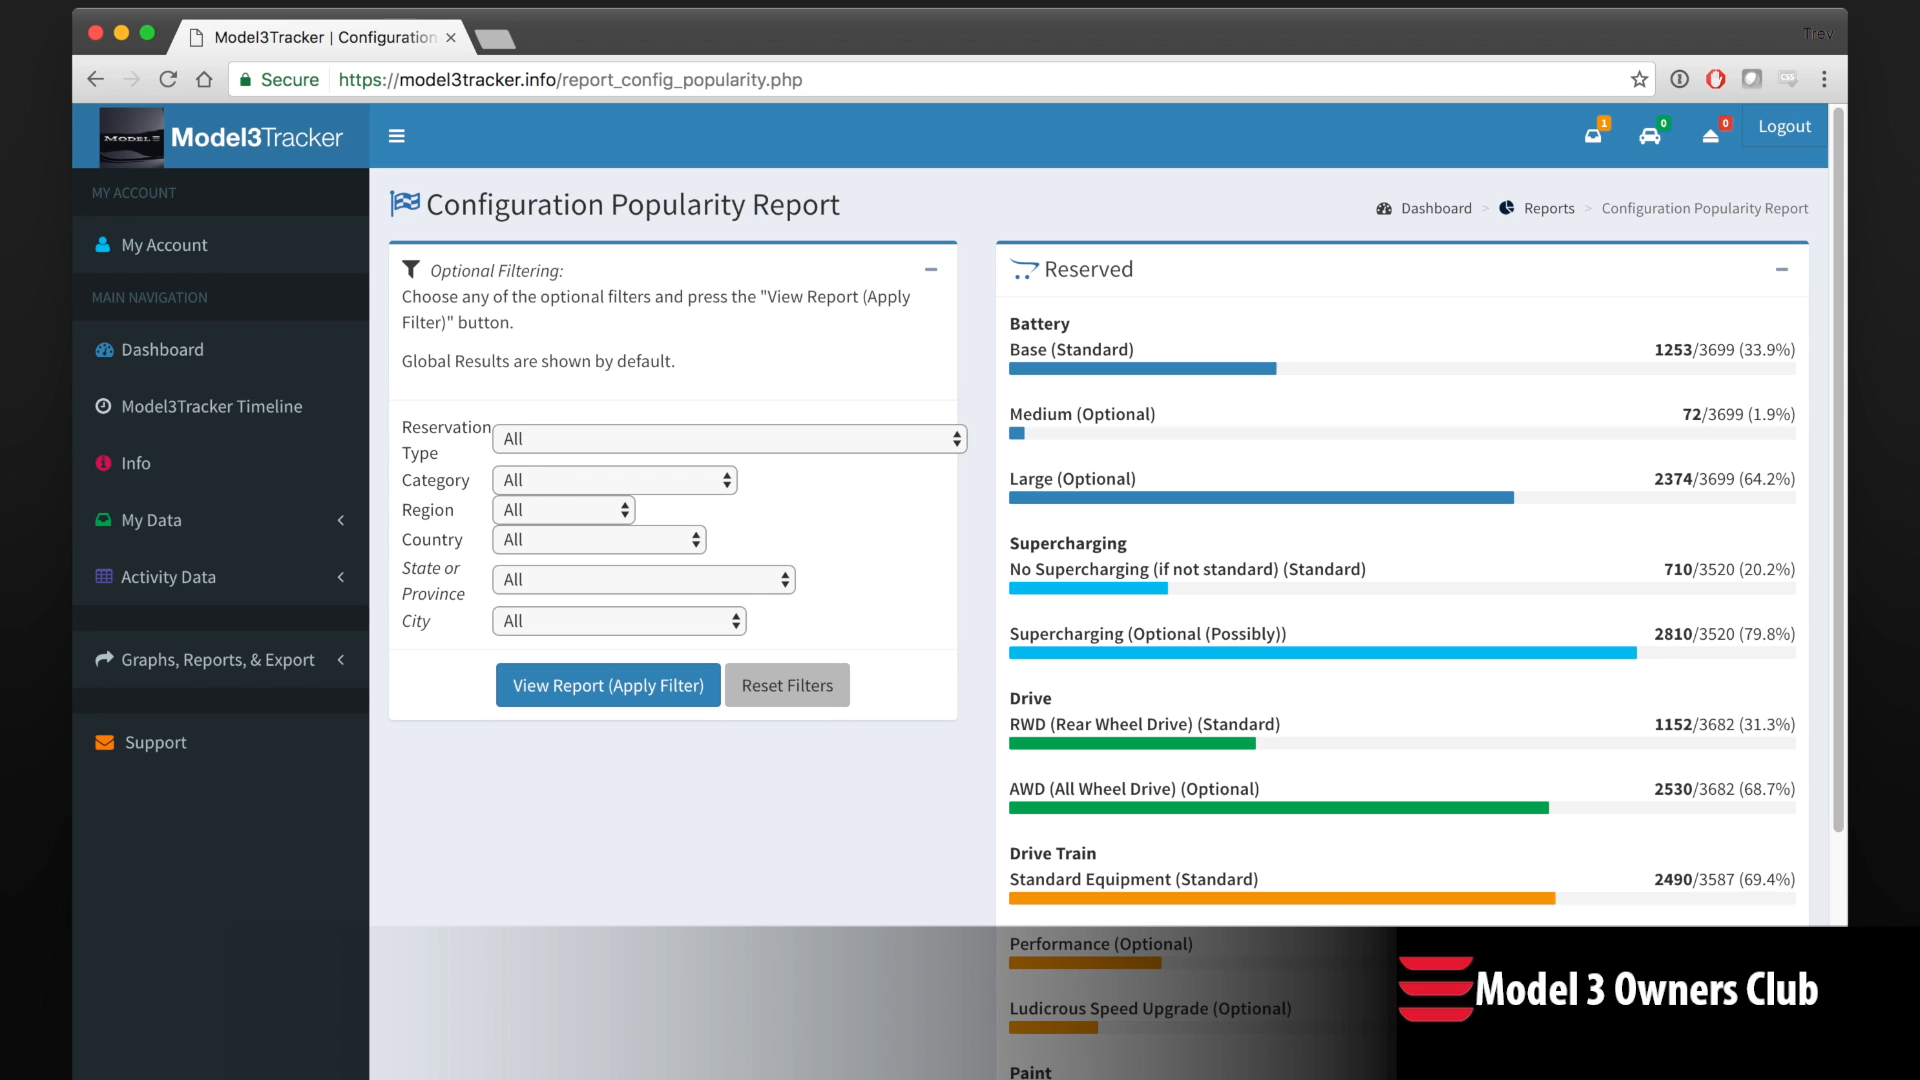 Model3Tracker | Configuration
Trev
Secure
https://model3tracker.info/report_config_popularity.php
CSS
MODEL Ξ
Model3Tracker
1
0
0
Logout
MY ACCOUNT
My Account
MAIN NAVIGATION
Dashboard
Model3Tracker Timeline
Info
My Data
Activity Data
Graphs, Reports, & Export
Support
Configuration Popularity Report
Dashboard > Reports > Configuration Popularity Report
Optional Filtering:
Choose any of the optional filters and press the "View Report (Apply
Filter)" button.
Global Results are shown by default.
Reservation
Type
All
Category All
Region All
Country All
State or
Province
All
City All
View Report (Apply Filter) Reset Filters
Reserved
Battery
Base (Standard) 1253/3699 (33.9%)
Medium (Optional) 72/3699 (1.9%)
Large (Optional) 2374/3699 (64.2%)
Supercharging
No Supercharging (if not standard) (Standard) 710/3520 (20.2%)
Supercharging (Optional (Possibly)) 2810/3520 (79.8%)
Drive
RWD (Rear Wheel Drive) (Standard) 1152/3682 (31.3%)
AWD (All Wheel Drive) (Optional) 2530/3682 (68.7%)
Drive Train
Standard Equipment (Standard) 2490/3587 (69.4%)
Performance (Optional)
Ludicrous Speed Upgrade (Optional)
Paint
Model 3 Owners Club